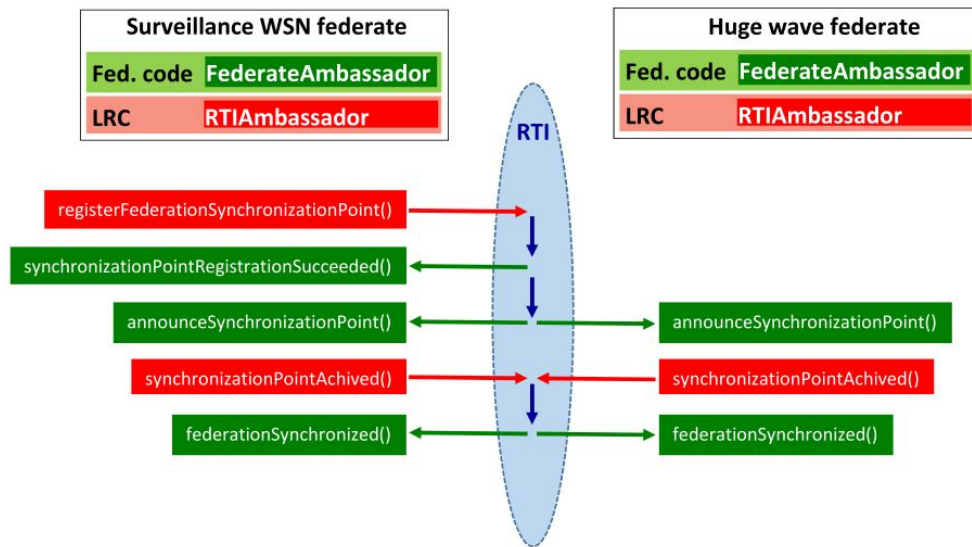 Surveillance WSN federate
Fed. code FederateAmbassador
LRC RTIAmbassador
Huge wave federate
Fed. code FederateAmbassador
LRC RTIAmbassador
RTI
registerFederationSynchronizationPoint()
synchronizationPointRegistrationSucceeded()
announceSynchronizationPoint() announceSynchronizationPoint()
synchronizationPointAchived() synchronizationPointAchived()
federationSynchronized() federationSynchronized()